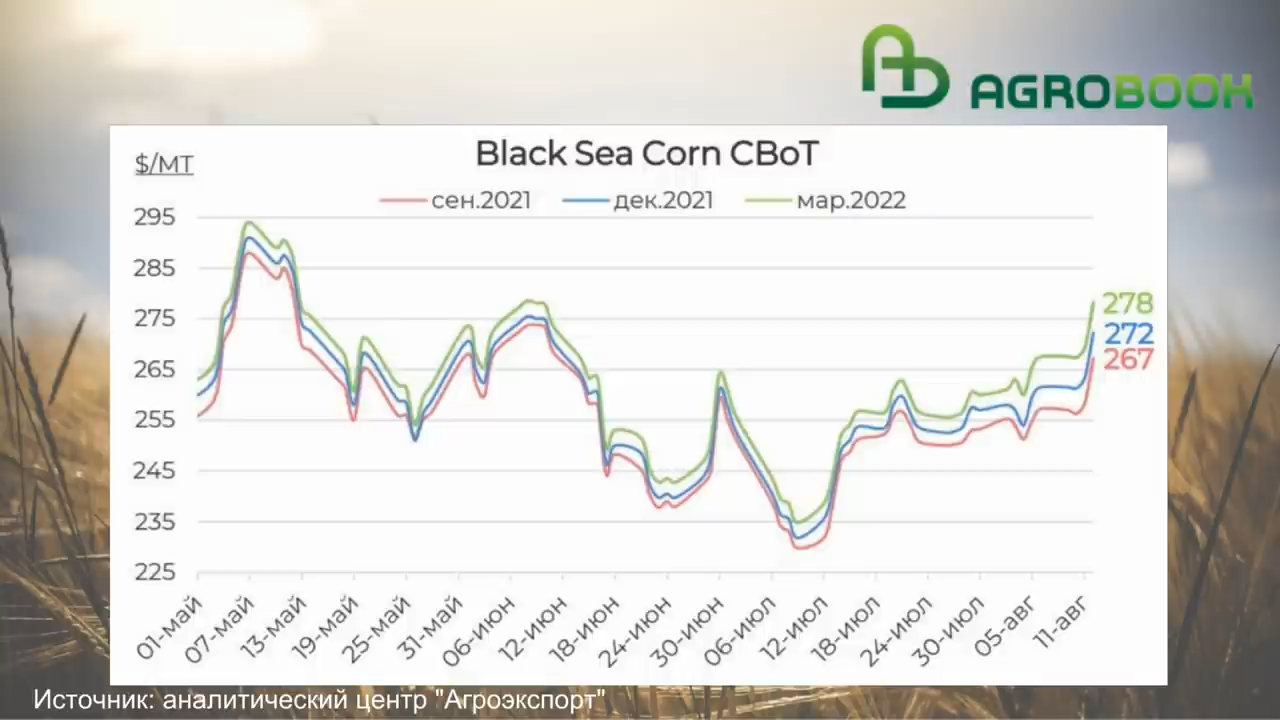 AGROBOOK
Black Sea Corn CBoT
$/МТ
сен.2021 дек.2021 мар.2022
295
285
275
265
255
245
235
225
278
272
267
01-май 07-май 13-май 19-май 25-май 31-май 06-июн 12-июн 18-июн 24-июн 30-июн 06-июл 12-июл 18-июл 24-июл 30-июл 05-авг 11-авг
Источник: аналитический центр "Агроэкспорт"